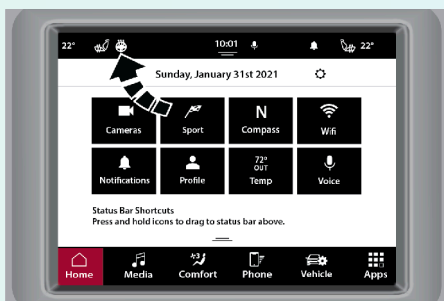 22° 10:01 22°
Sunday, January 31st 2021
N
Cameras Sport Compass Wifi
72°
OUT
Notifications Profile Temp Voice
Status Bar Shortcuts
Press and hold icons to drag to status bar above.
Home Media Comfort Phone Vehicle Apps